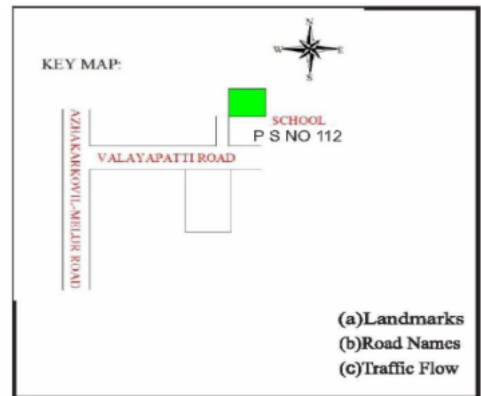 N
W E
S
KEY MAP:
SCHOOL
P S NO 112
VALAYAPATTI ROAD
AZHAKARKOVIL-MELUR ROAD
(a)Landmarks
(b)Road Names
(c)Traffic Flow